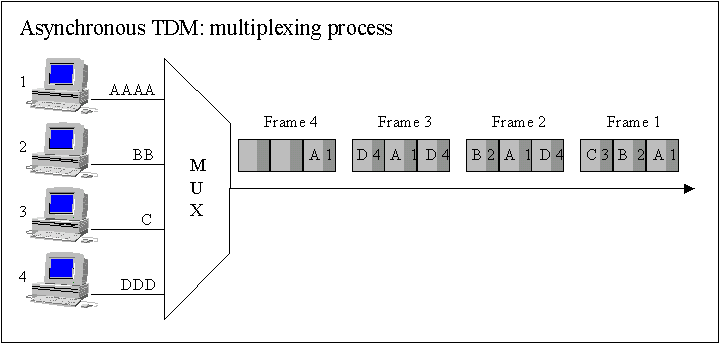 Asynchronous TDM: multiplexing process
1
AAAA
2
BB
3
C
4
DDD
M
U
X
Frame 4
Frame 3
Frame 2
Frame 1
A 1
D 4 A 1 D 4
B 2 A 1 D 4
C 3 B 2 A 1